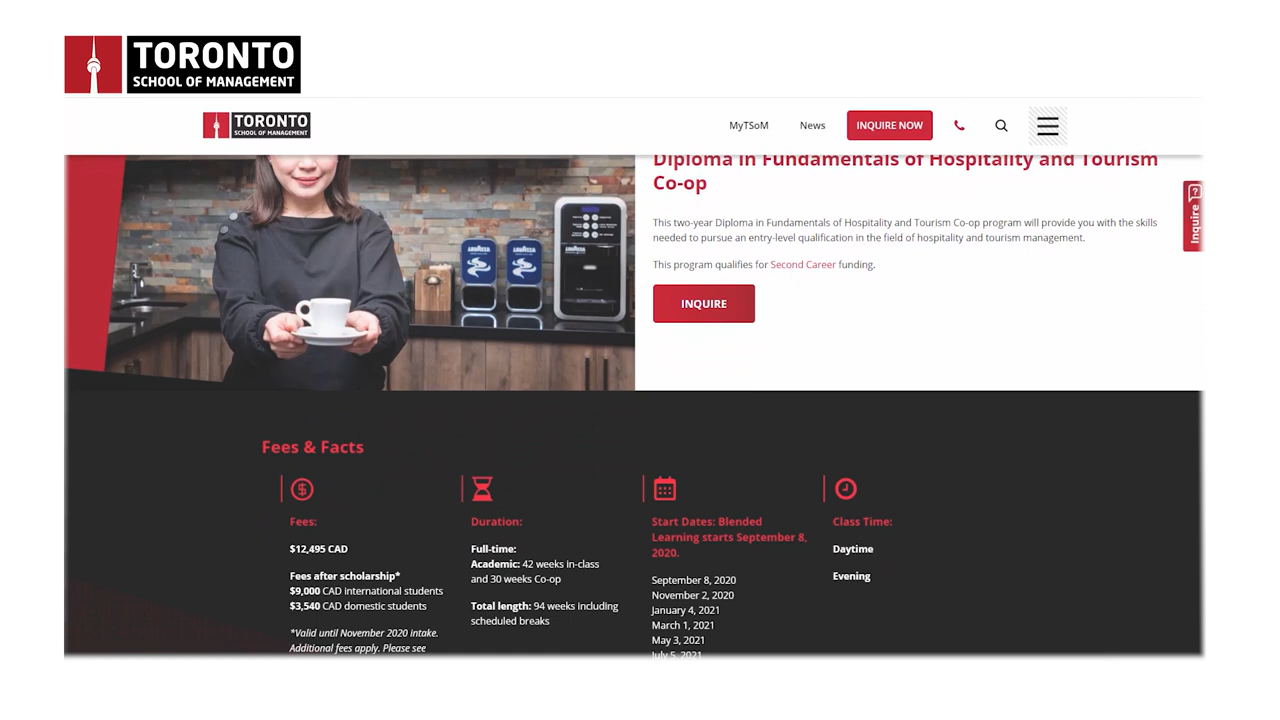 TORONTO
SCHOOL OF MANAGEMENT
TORONTO
SCHOOL OF MANAGEMENT
MyTSoM
News
INQUIRE NOW
Diploma in Fundamentals of Hospitality and Tourism
Co-op
This two-year Diploma in Fundamentals of Hospitality and Tourism Co-op program will provide you with the skills
needed to pursue an entry-level qualification in the field of hospitality and tourism management.
This program qualifies for Second Career funding.
INQUIRE
Inquire
?
LAVAZZA
LAVAZZA
Fees & Facts
Fees:
$12,495 CAD
Fees after scholarship*
$9,000 CAD international students
$3,540 CAD domestic students
*Valid until November 2020 intake.
Additional fees apply. Please see
Duration:
Full-time:
Academic: 42 weeks in-class
and 30 weeks Co-op
Total length: 94 weeks including
scheduled breaks
Start Dates: Blended
Learning starts September 8,
2020.
September 8, 2020
November 2, 2020
January 4, 2021
March 1, 2021
May 3, 2021
July 5, 2021
Class Time:
Daytime
Evening